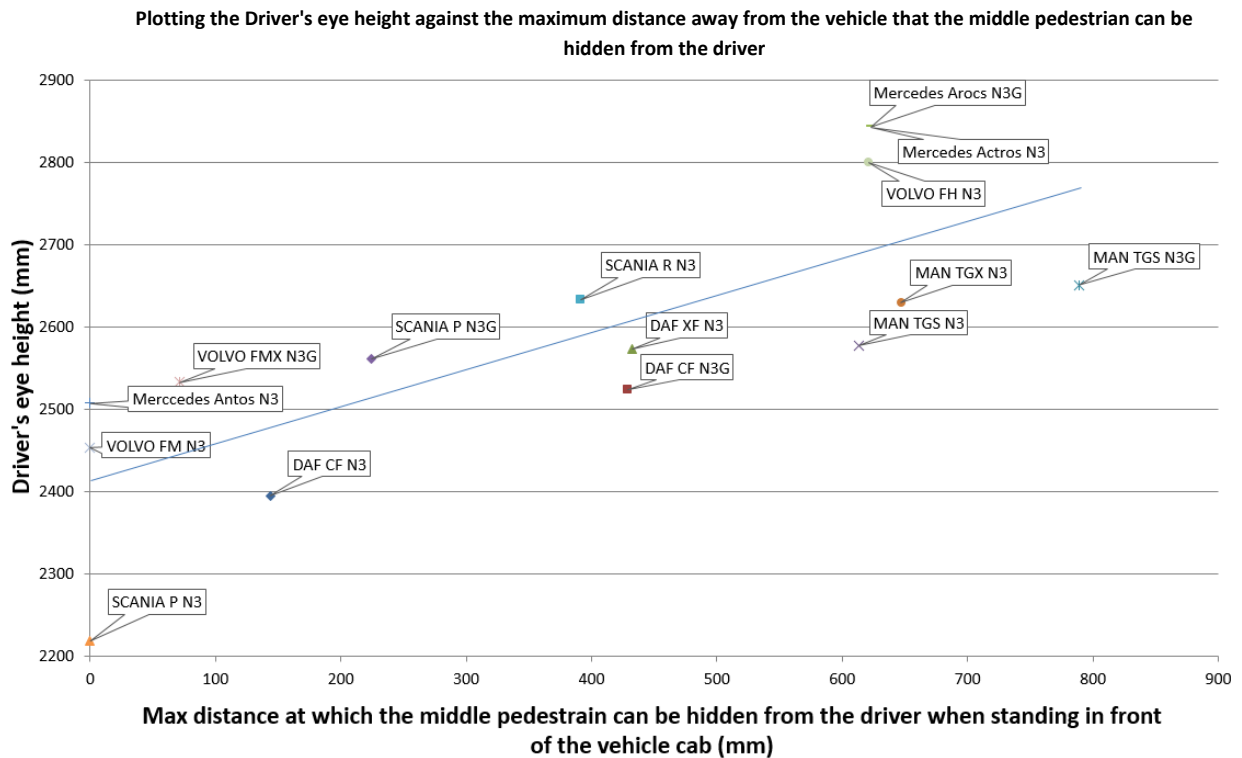 Plotting the Driver's eye height against the maximum distance away from the vehicle that the middle pedestrian can be
hidden from the driver
Driver's eye height (mm)
2900
2800
2700
2600
2500
2400
2300
2200
Mercedes Arocs N3G
Mercedes Actros N3
VOLVO FH N3
MAN TGS N3G
SCANIA R N3
MAN TGX N3
SCANIA P N3G
DAF XF N3
MAN TGS N3
VOLVO FMX N3G
DAF CF N3G
Merccedes Antos N3
VOLVO FM N3
DAF CF N3
SCANIA P N3
0 100 200 300 400 500 600 700 800 900
Max distance at which the middle pedestrain can be hidden from the driver when standing in front
of the vehicle cab (mm)